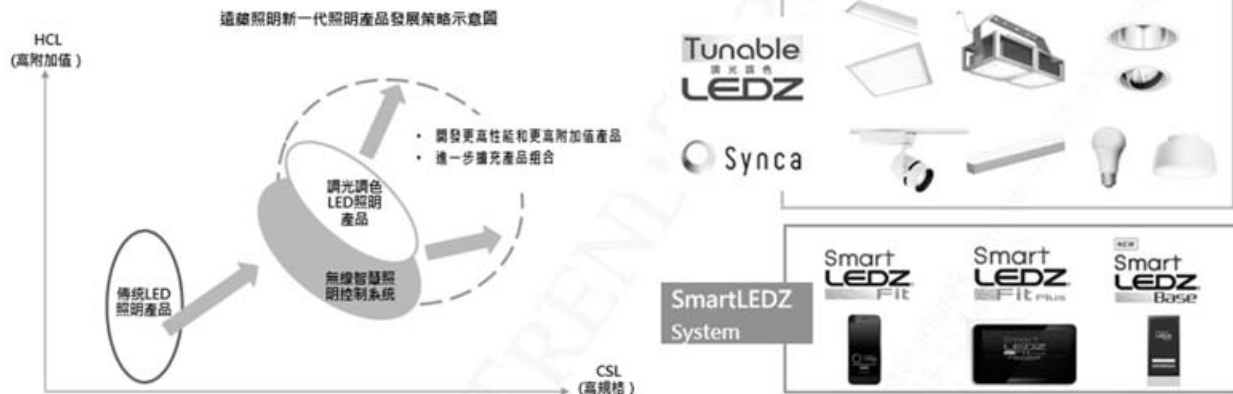 遠藤照明新一代照明產品發展策略示意圖
HCL
(高附加值)
• 開發更高性能和更高附加值產品
• 進一步擴充產品組合
調光調色
LED照明
產品
無線智慧照
明控制系統
傳統LED
照明產品
CSL
(高規格)
Tunable
調光調色
LEDZ
Synca
SmartLEDZ
System
Smart
LEDZ
Fit
Smart
LEDZ
Fit Plus
NEW
Smart
LEDZ
Base